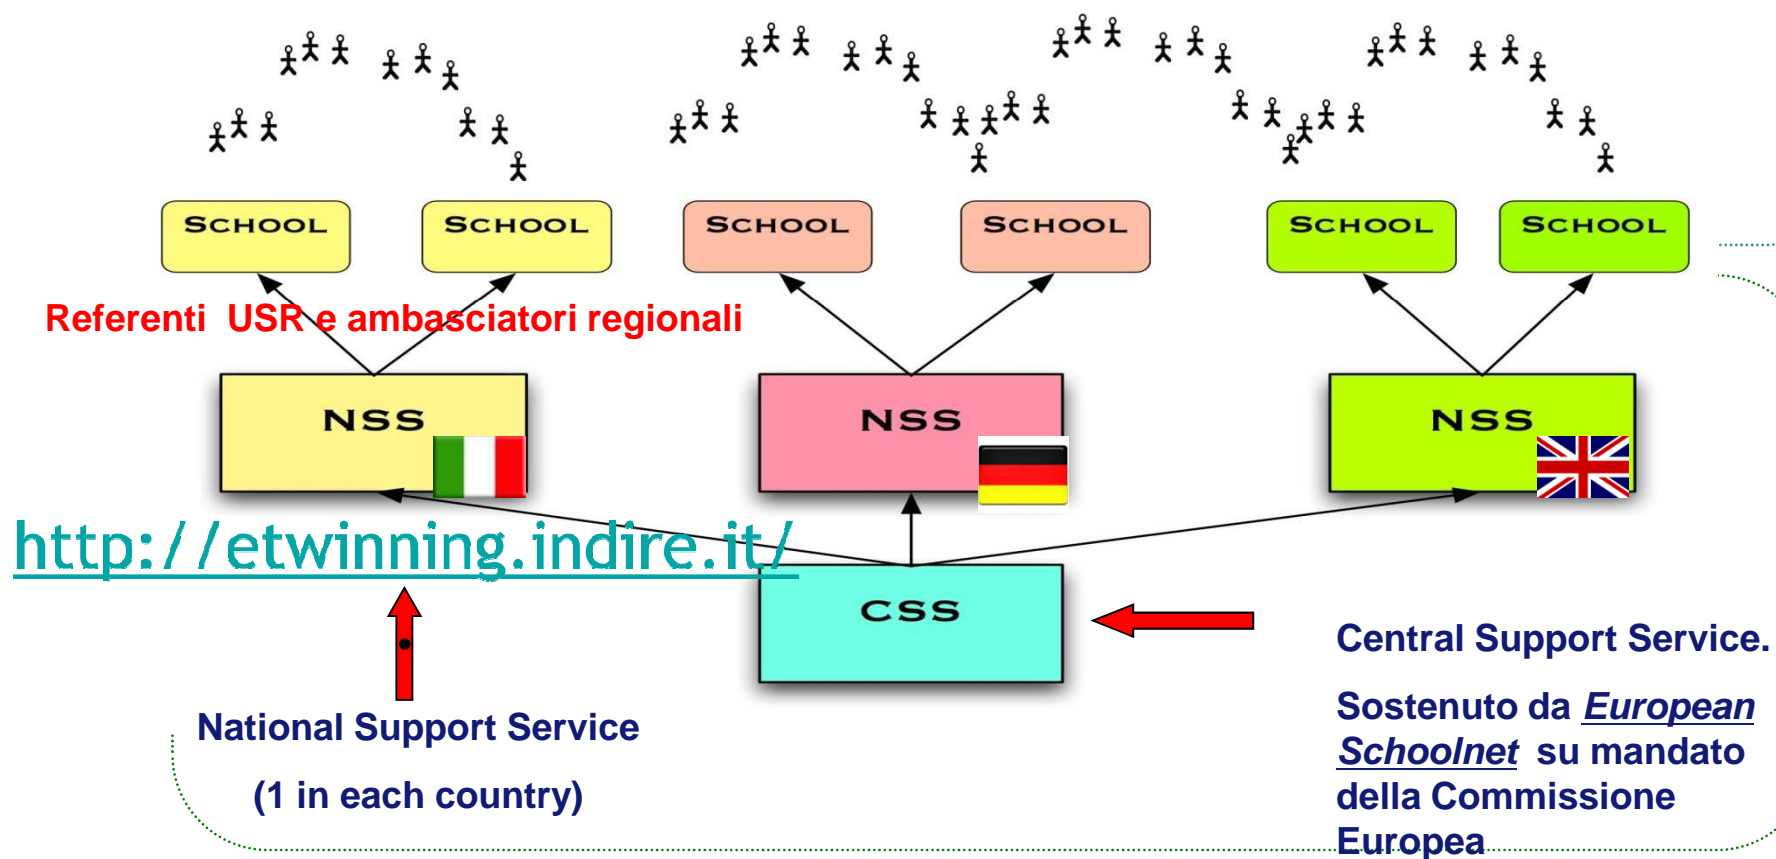 SCHOOL SCHOOL SCHOOL SCHOOL SCHOOL SCHOOL
Referenti USR e ambasciatori regionali
NSS NSS NSS
http://etwinning.indire.it/
CSS
Central Support Service.
Sostenuto da European
Schoolnet su mandato
della Commissione
Europea
National Support Service
(1 in each country)